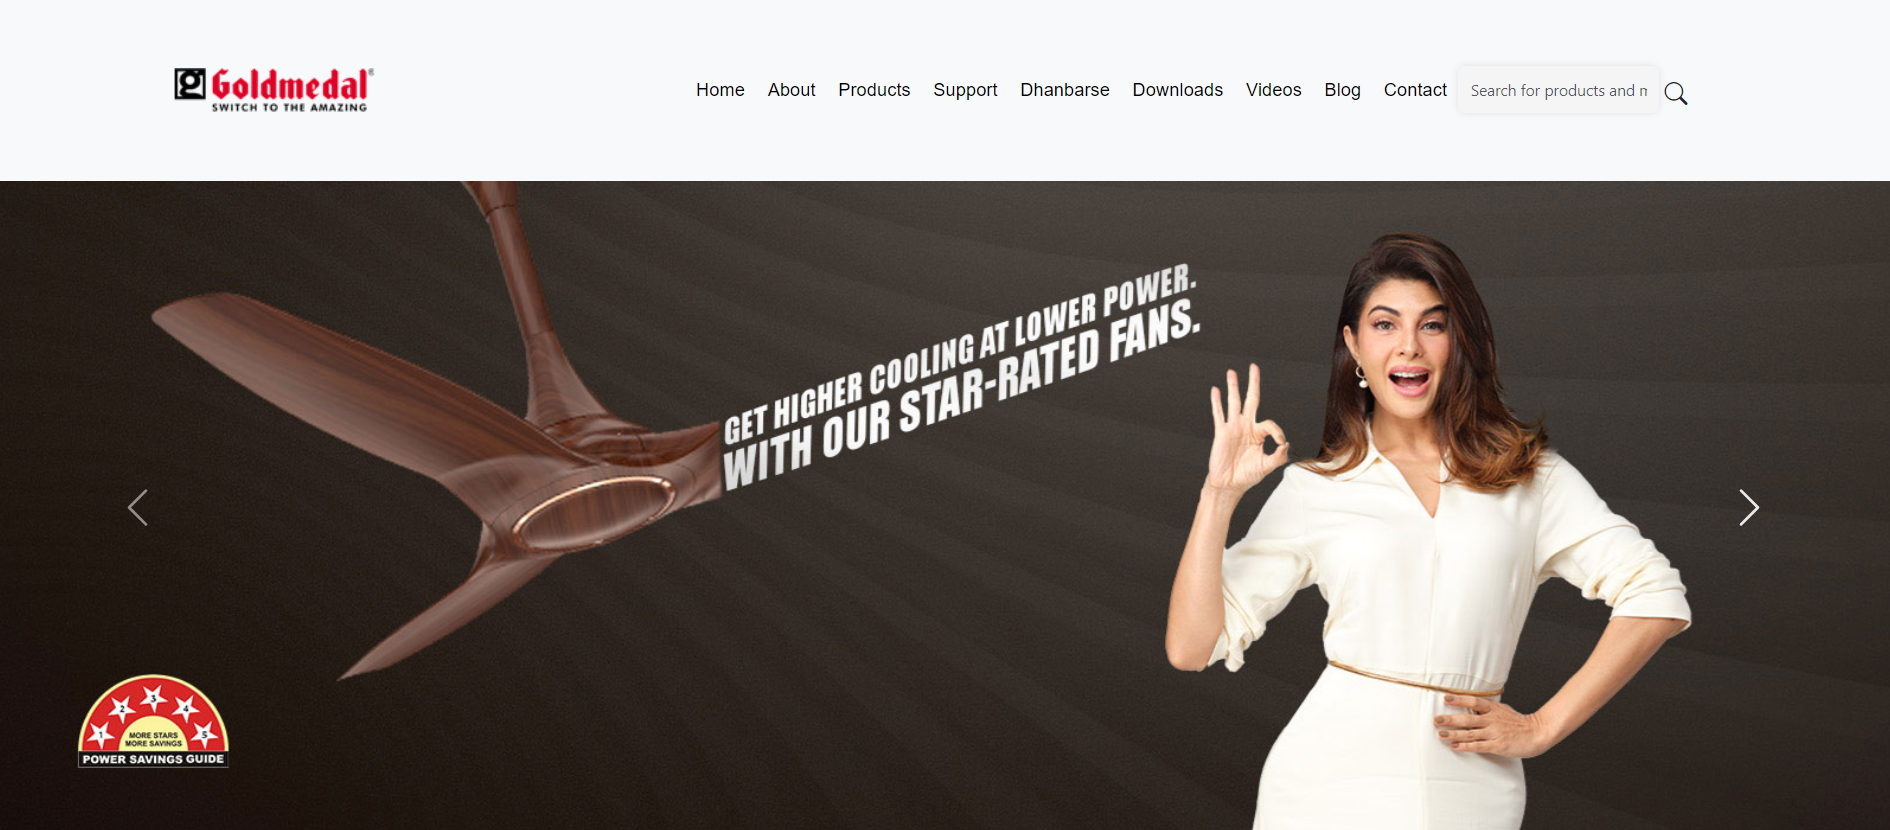 g Goldmedal®
SWITCH TO THE AMAZING
Home About Products Support Dhanbarse Downloads Videos Blog Contact Search for products and m
GET HIGHER COOLING AT LOWER POWER.
WITH OUR STAR-RATED FANS.
1 2 3 4 5
MORE STARS
MORE SAVINGS
POWER SAVINGS GUIDE